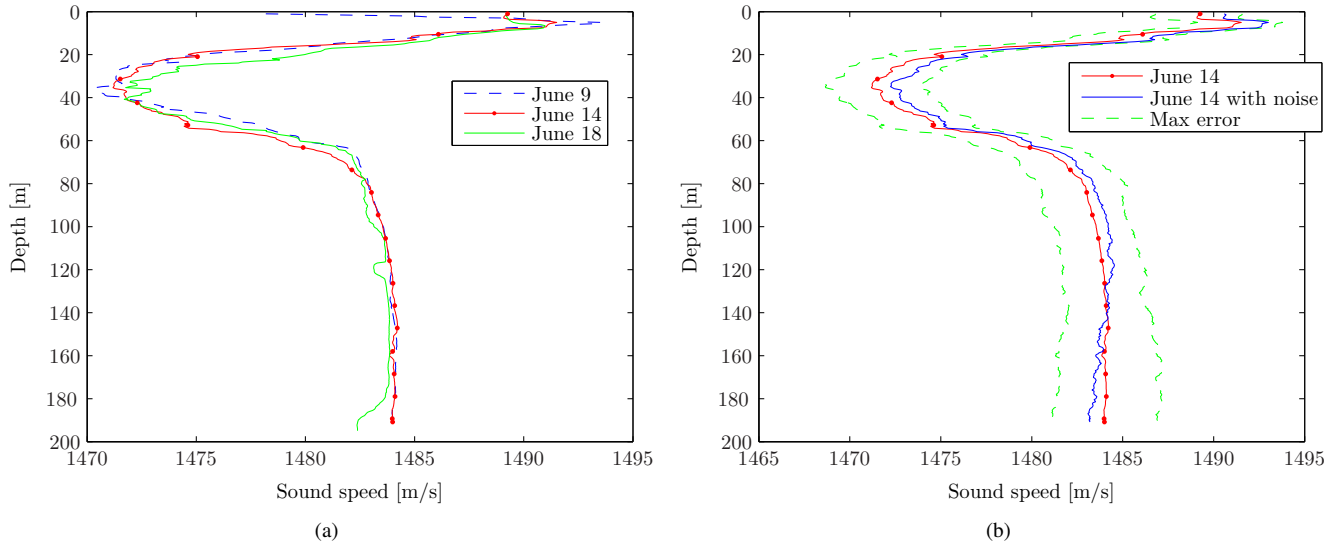 0
20
40
60
80
100
120
140
160
180
200
Depth [m]
1470
1475
1480
1485
1490
1495
Sound speed [m/s]
June 9
June 14
June 18
(a)
0
20
40
60
80
100
120
140
160
180
200
Depth [m]
1465
1470
1475
1480
1485
1490
1495
Sound speed [m/s]
June 14
June 14 with noise
Max error
(b)